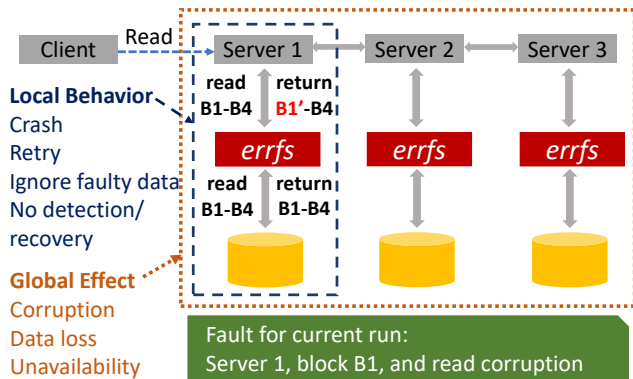 Client
Read
Server 1
Server 2
Server 3
Local Behavior
Crash
Retry
Ignore faulty data
No detection/
recovery
read
B1-B4
return
B1’-B4
errfs
errfs
errfs
read
B1-B4
return
B1-B4
Global Effect
Corruption
Data loss
Unavailability
Fault for current run:
Server 1, block B1, and read corruption